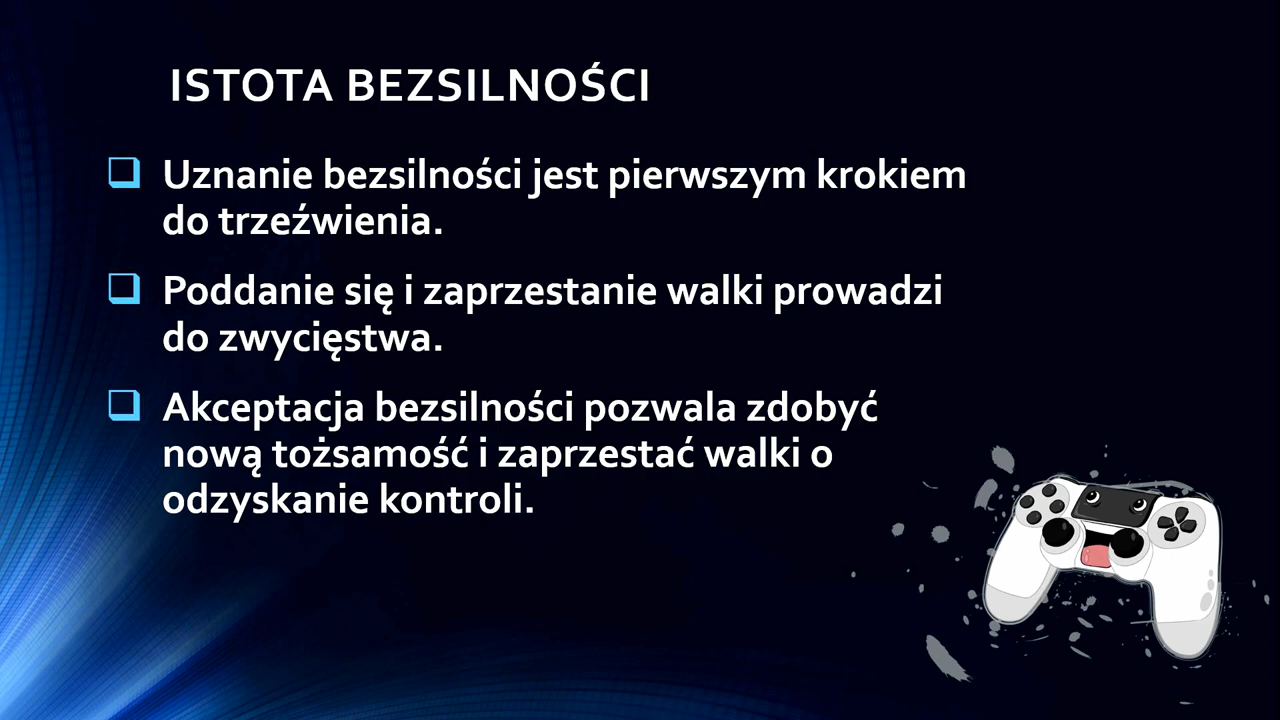 ISTOTA BEZSILNOŚCI
Uznanie bezsilności jest pierwszym krokiem
do trzeźwienia.
Poddanie się i zaprzestanie walki prowadzi
do zwycięstwa.
Akceptacja bezsilności pozwala zdobyć
nową tożsamość i zaprzestać walki o
odzyskanie kontroli.